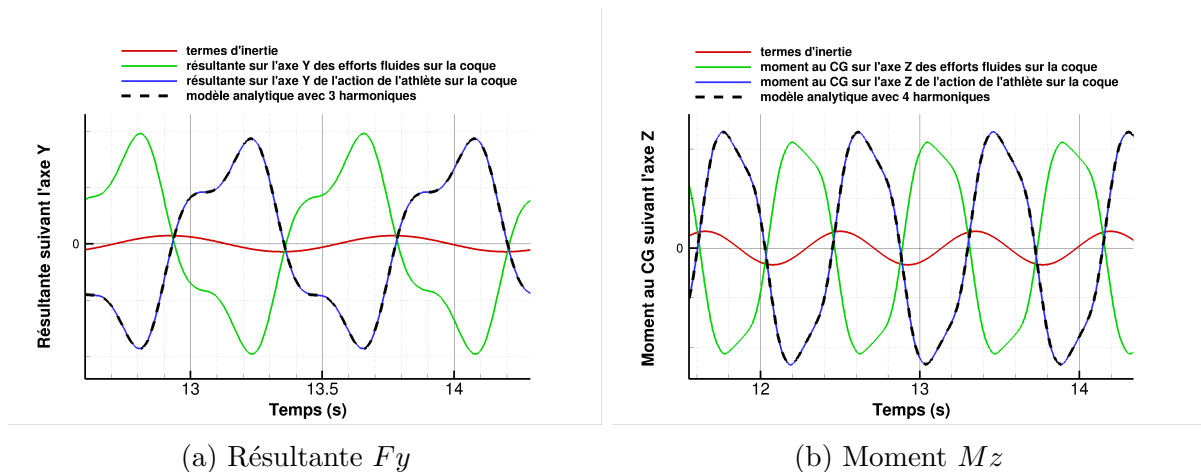 termes d'inertie
résultante sur l'axe Y des efforts fluides sur la coque
résultante sur l'axe Y de l'action de l'athlète sur la coque
modèle analytique avec 3 harmoniques
Résultante suivant l'axe Y
0
13
13.5
14
Temps (s)
(a) Résultante Fy
termes d'inertie
moment au CG sur l'axe Z des efforts fluides sur la coque
moment au CG sur l'axe Z de l'action de l'athlète sur la coque
modèle analytique avec 4 harmoniques
Moment au CG suivant l'axe Z
0
12
13
14
Temps (s)
(b) Moment Mz